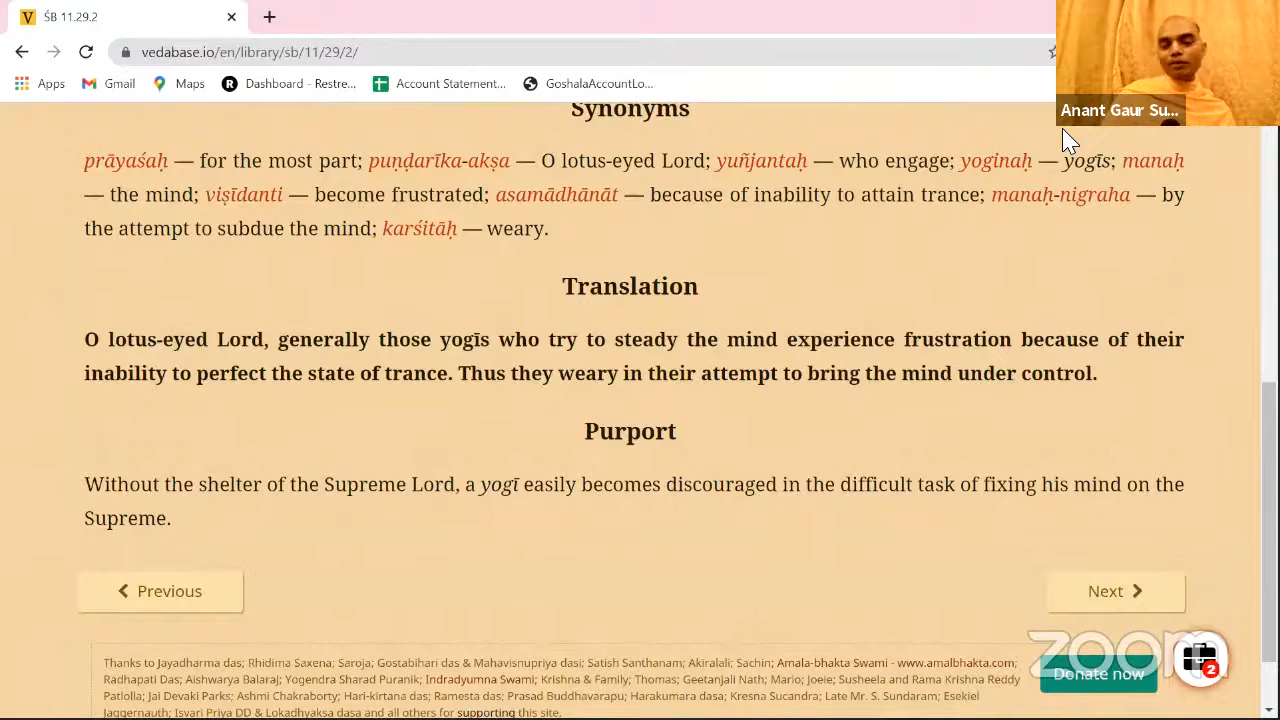 ŚB 11.29.2
vedabase.io/en/library/sb/11/29/2/
Apps Gmail Maps Dashboard - Restre... Account Statement... GoshalaAccountLo...
Anant Gaur Su...
Synonyms
prāyaśaḥ — for the most part; puṇḍarīka-akṣa — O lotus-eyed Lord; yuñjantaḥ — who engage; yoginaḥ — yogīs; manaḥ
— the mind; viṣīdanti — become frustrated; asamādhānāt — because of inability to attain trance; manaḥ-nigraha — by
the attempt to subdue the mind; karśitāḥ — weary.
Translation
O lotus-eyed Lord, generally those yogīs who try to steady the mind experience frustration because of their
inability to perfect the state of trance. Thus they weary in their attempt to bring the mind under control.
Purport
Without the shelter of the Supreme Lord, a yogī easily becomes discouraged in the difficult task of fixing his mind on the
Supreme.
Previous Next
zoom
Thanks to Jayadharma das; Rhidima Saxena; Saroja; Gostabihari das & Mahavisnupriya dasi; Satish Santhanam; Akiralali; Sachin; Amala-bhakta Swami - www.amalbhakta.com;
Radhapati Das; Aishwarya Balaraj; Yogendra Sharad Puranik; Indradyumna Swami; Krishna & Family; Thomas; Geetanjali Nath; Mario; Joeie; Susheela and Rama Krishna Reddy
Patlolla; Jai Devaki Parks; Ashmi Chakraborty; Hari-kirtana das; Ramesta das; Prasad Buddhavarapu; Harakumara dasa; Kresna Sucandra; Late Mr. S. Sundaram; Esekiel
Jaggernauth; Isvari Priya DD & Lokadhyaksa dasa and all others for supporting this site.
Donate now
2